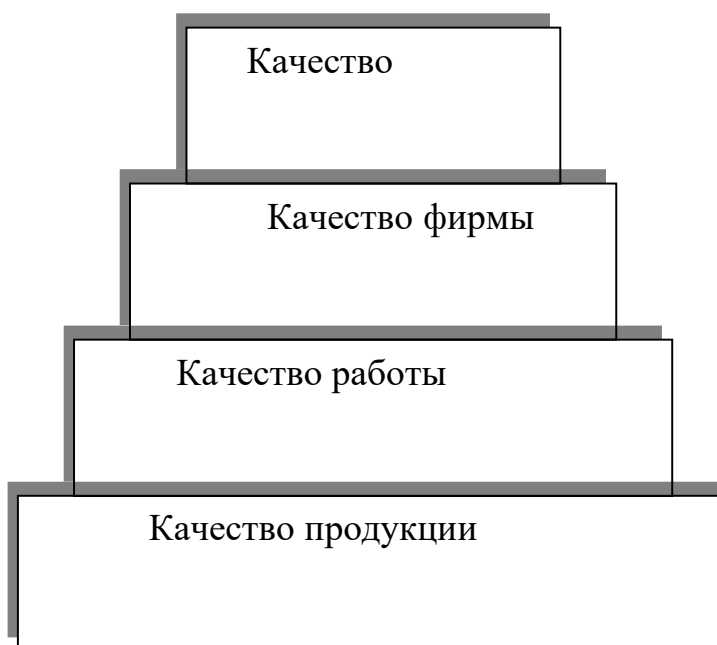 Качество
Качество фирмы
Качество работы
Качество продукции